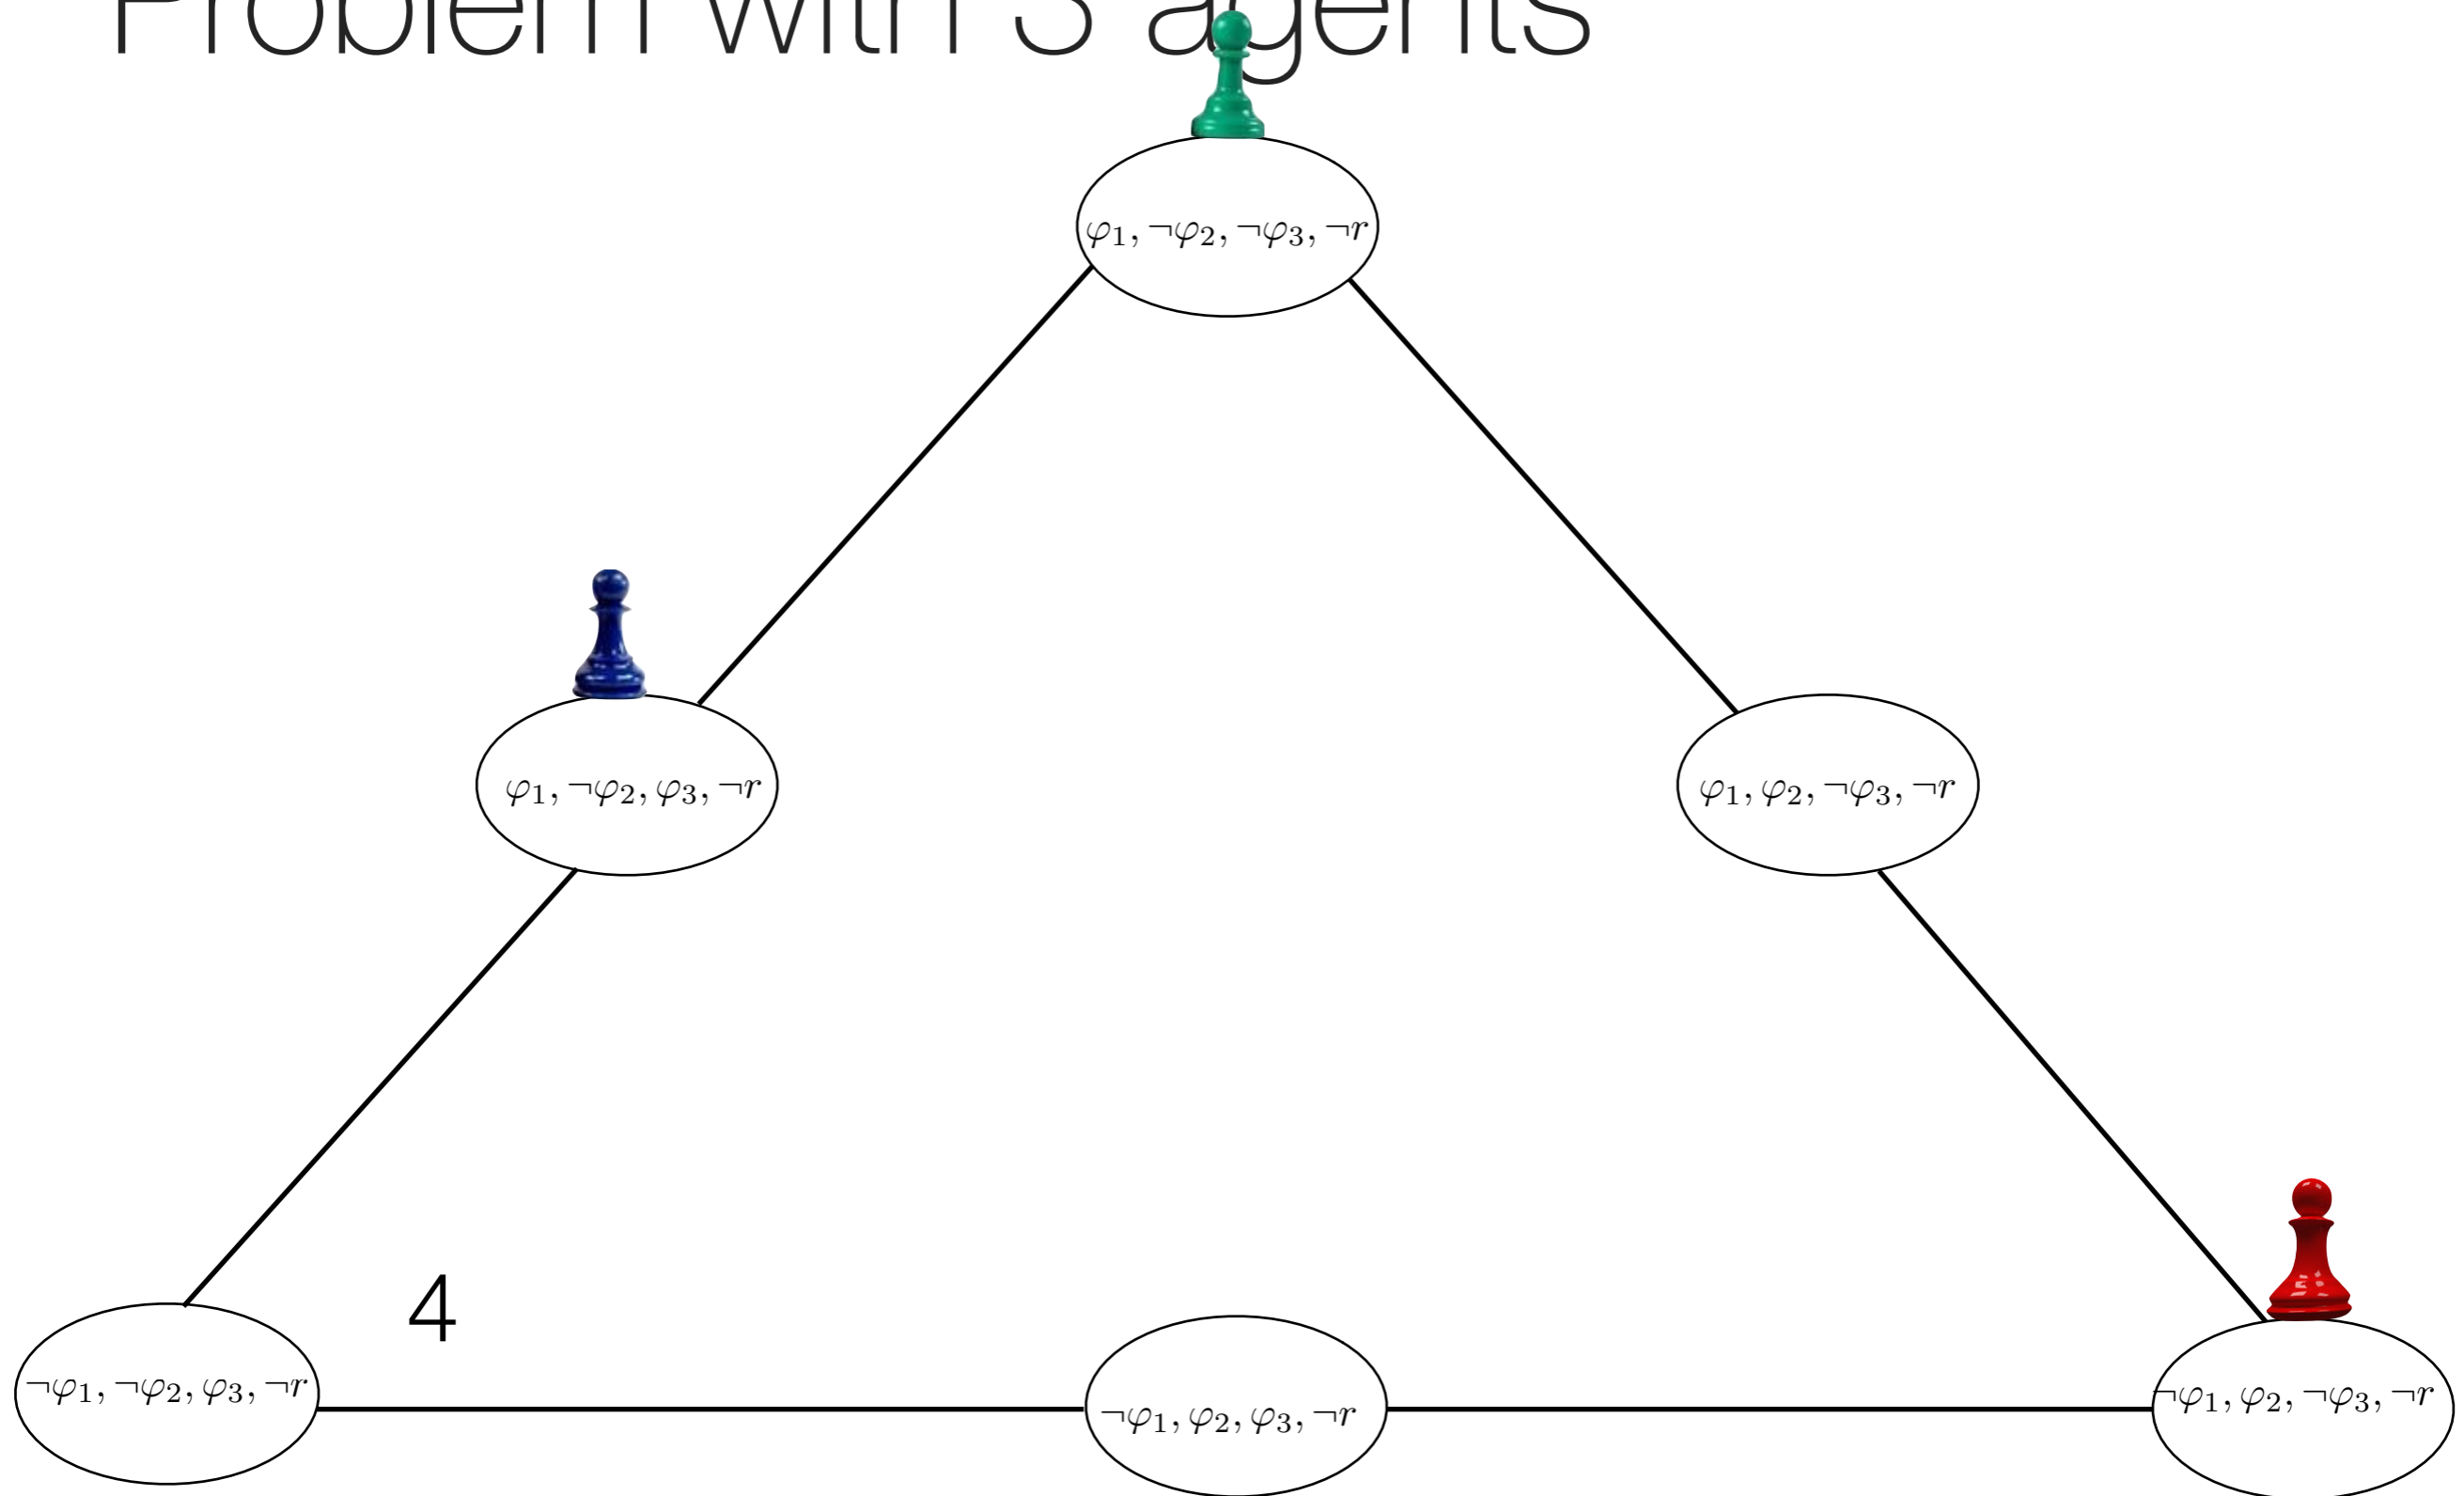 Problem with 3 agents
φ₁, ¬φ₂, ¬φ₃, ¬r
φ₁, ¬φ₂, φ₃, ¬r
φ₁, φ₂, ¬φ₃, ¬r
4
¬φ₁, ¬φ₂, φ₃, ¬r
¬φ₁, φ₂, φ₃, ¬r
¬φ₁, φ₂, ¬φ₃, ¬r